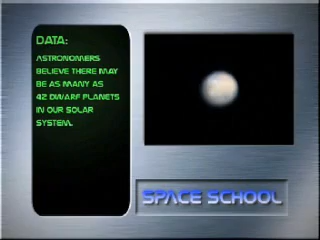 DATA:
ASTRONOMERS
BELIEVE THERE MAY
BE AS MANY AS
42 DWARF PLANETS
IN OUR SOLAR
SYSTEM.
SPACE SCHOOL